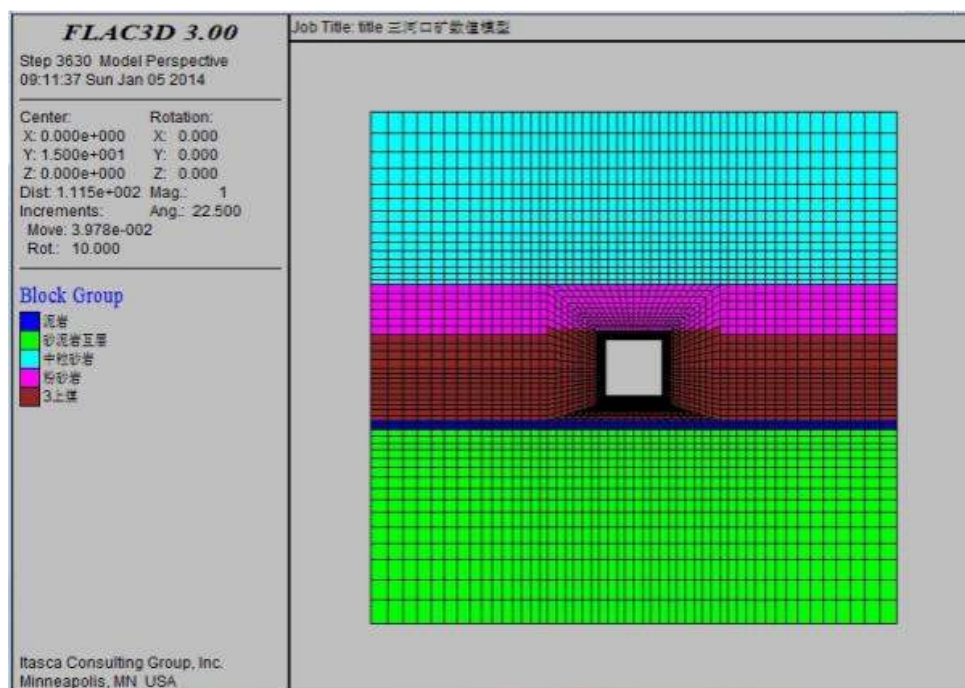 FLAC3D 3.00
Step 3630 Model Perspective
09:11:37 Sun Jan 05 2014
Center: Rotation:
X: 0.000e+000 X: 0.000
Y: 1.500e+001 Y: 0.000
Z: 0.000e+000 Z: 0.000
Dist: 1.115e+002 Mag.: 1
Increments: Ang.: 22.500
Move: 3.978e-002
Rot.: 10.000
Block Group
泥岩
砂泥岩互层
中粒砂岩
粉砂岩
3上煤
Itasca Consulting Group, Inc.
Minneapolis, MN USA
Job Title: title 三河口矿数值模型